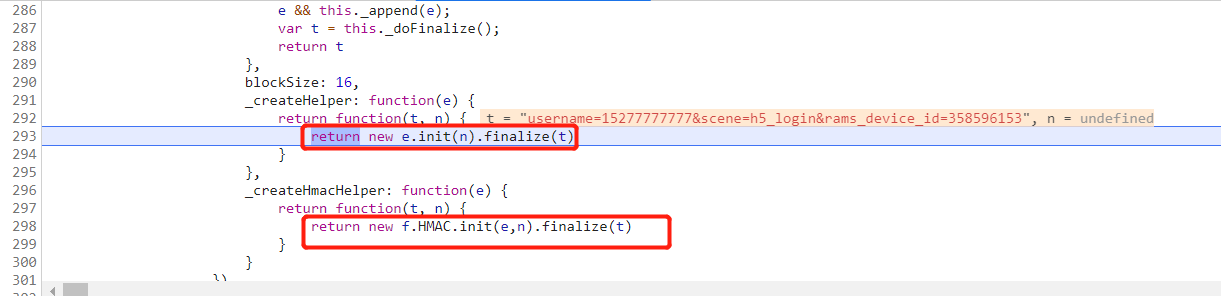 286 e && this._append(e);
287 var t = this._doFinalize();
288 return t
289 },
290 blockSize: 16,
291 _createHelper: function(e) {
292 return function(t, n) { t = "username=15277777777&scene=h5_login&rams_device_id=358596153", n = undefined
293 return new e.init(n).finalize(t)
294 }
295 },
296 _createHmacHelper: function(e) {
297 return function(t, n) {
298 return new f.HMAC.init(e,n).finalize(t)
299 }
300 }
301 })